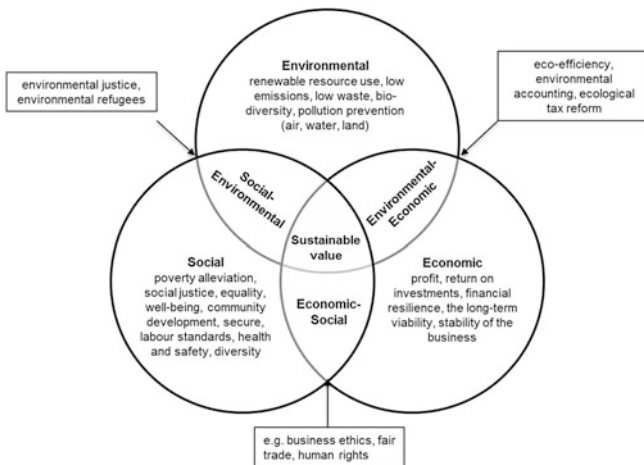 Environmental
renewable resource use, low
emissions, low waste, bio-
diversity, pollution prevention
(air, water, land)
environmental justice,
environmental refugees
eco-efficiency,
environmental
accounting, ecological
tax reform
Social-
Environmental
Environmental-
Economic
Sustainable
value
Social
poverty alleviation,
social justice, equality,
well-being, community
development, secure,
labour standards, health
and safety, diversity
Economic
profit, return on
investments, financial
resilience, the long-term
viability, stability of the
business
Economic-
Social
e.g. business ethics, fair
trade, human rights